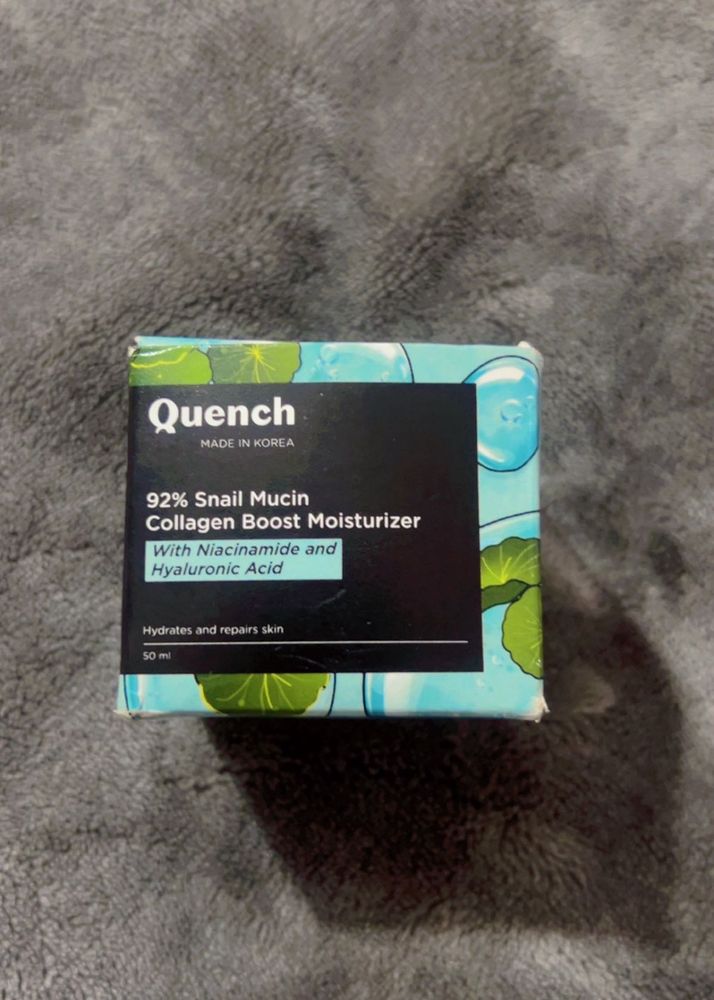 Quench
MADE IN KOREA
92% Snail Mucin
Collagen Boost Moisturizer
With Niacinamide and
Hyaluronic Acid
Hydrates and repairs skin
50 ml